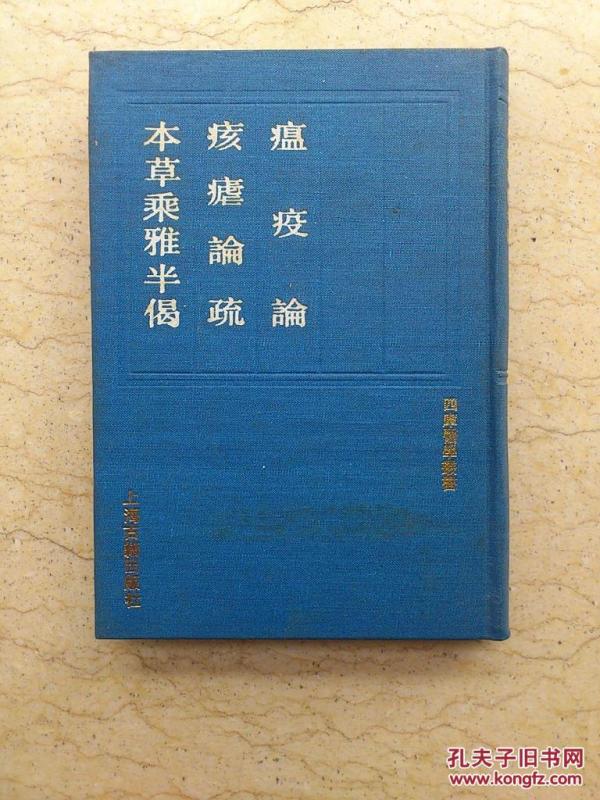 瘟疫論
痎瘧論疏
本草乘雅半偈
四庫醫學叢書
上海古籍出版社
孔夫子旧书网
www.kongfz.com